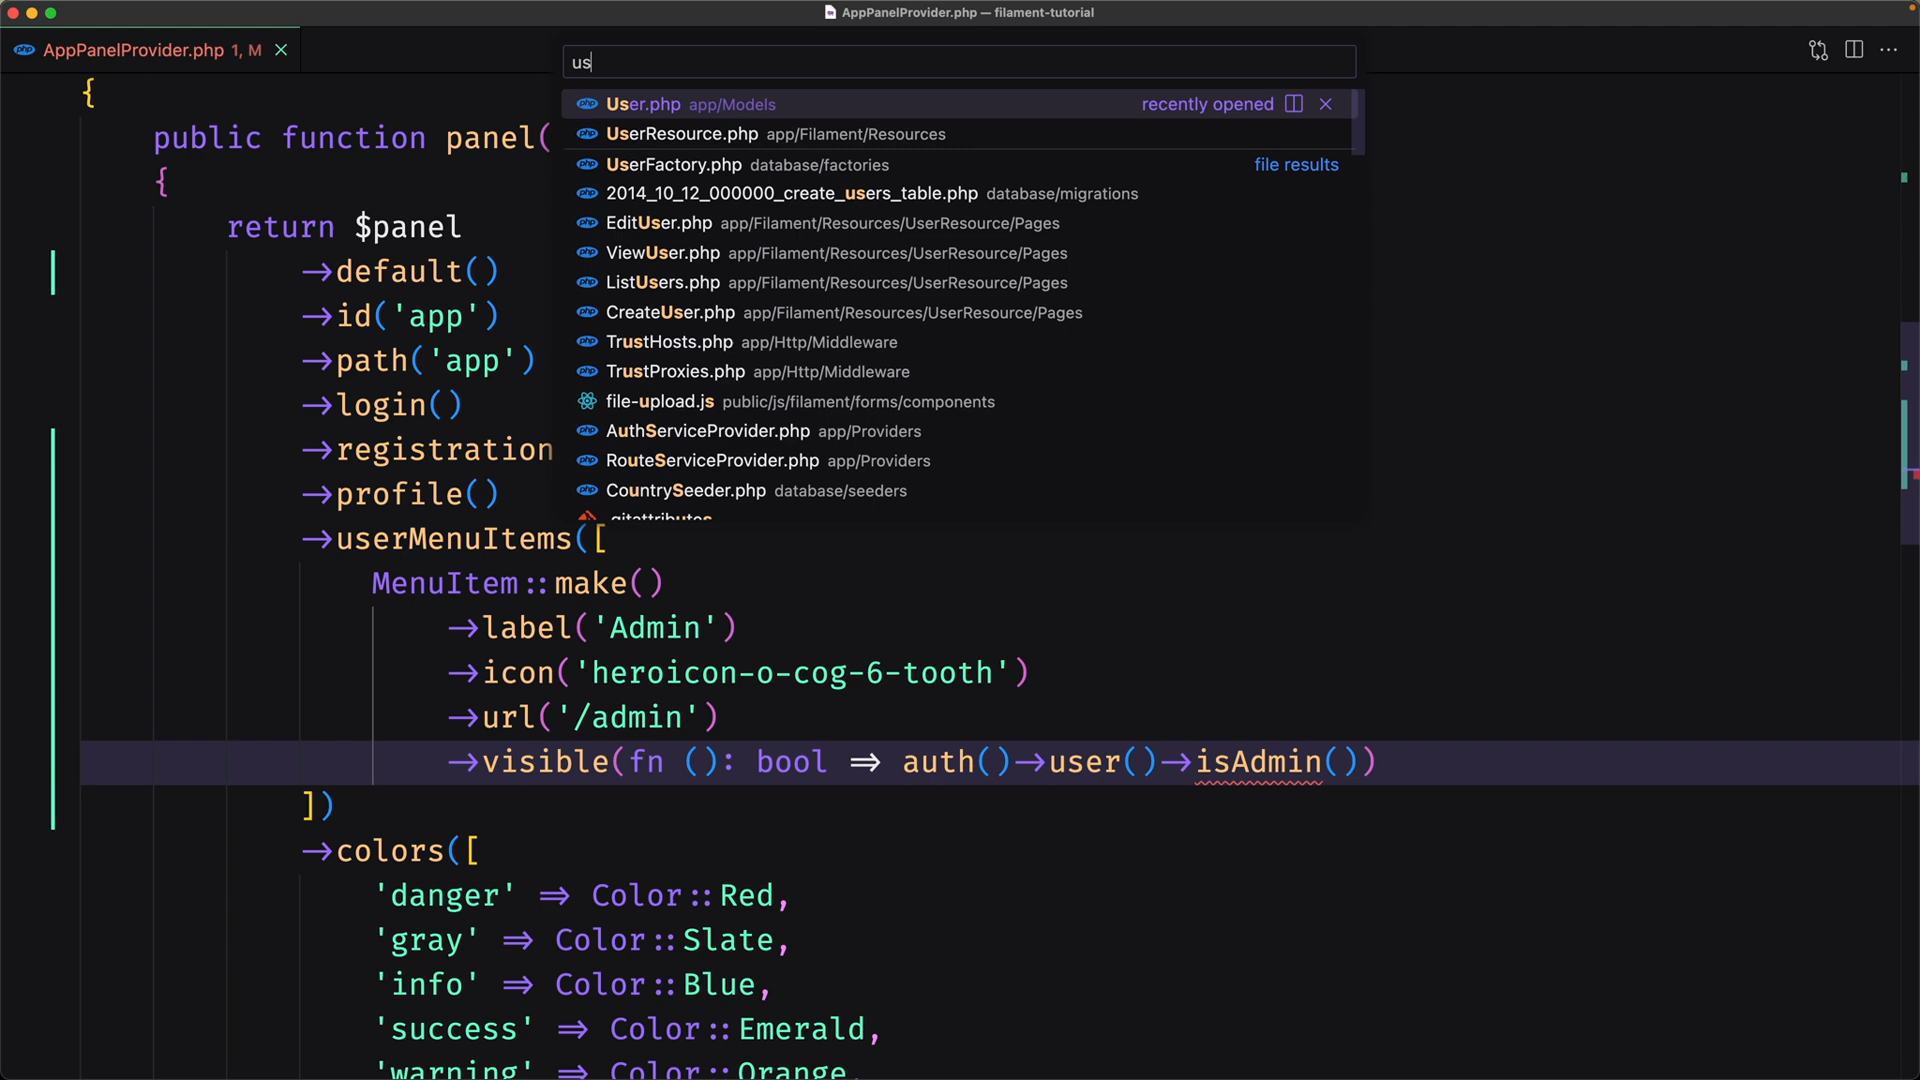 AppPanelProvider.php — filament-tutorial
AppPanelProvider.php 1, M
us
User.php app/Models recently opened
UserResource.php app/Filament/Resources
UserFactory.php database/factories file results
2014_10_12_000000_create_users_table.php database/migrations
EditUser.php app/Filament/Resources/UserResource/Pages
ViewUser.php app/Filament/Resources/UserResource/Pages
ListUsers.php app/Filament/Resources/UserResource/Pages
CreateUser.php app/Filament/Resources/UserResource/Pages
TrustHosts.php app/Http/Middleware
TrustProxies.php app/Http/Middleware
file-upload.js public/js/filament/forms/components
AuthServiceProvider.php app/Providers
RouteServiceProvider.php app/Providers
CountrySeeder.php database/seeders
.gitattributes
{
public function panel(
{
return $panel
->default()
->id('app')
->path('app')
->login()
->registration
->profile()
->userMenuItems([
MenuItem::make()
->label('Admin')
->icon('heroicon-o-cog-6-tooth')
->url('/admin')
->visible(fn (): bool => auth()->user()->isAdmin())
])
->colors([
'danger' => Color::Red,
'gray' => Color::Slate,
'info' => Color::Blue,
'success' => Color::Emerald,
'warning' => Color::Orange,